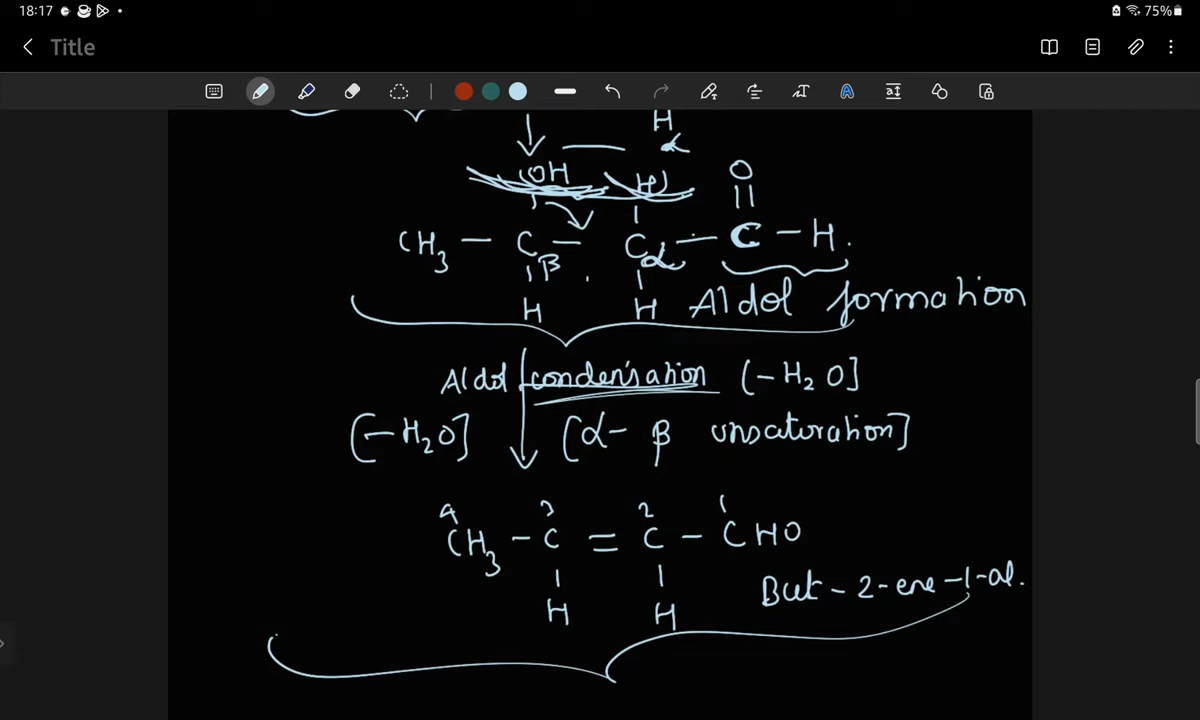 18:17
75%
Title
H
α
OH H O
||
CH3 — C — C — C — H.
β α
H H Aldol formation
Aldol condensation (-H2O]
[-H2O] [α- β unsaturation]
4 3 2 1
CH3 - C = C - CHO
H H
But-2-ene-1-al.